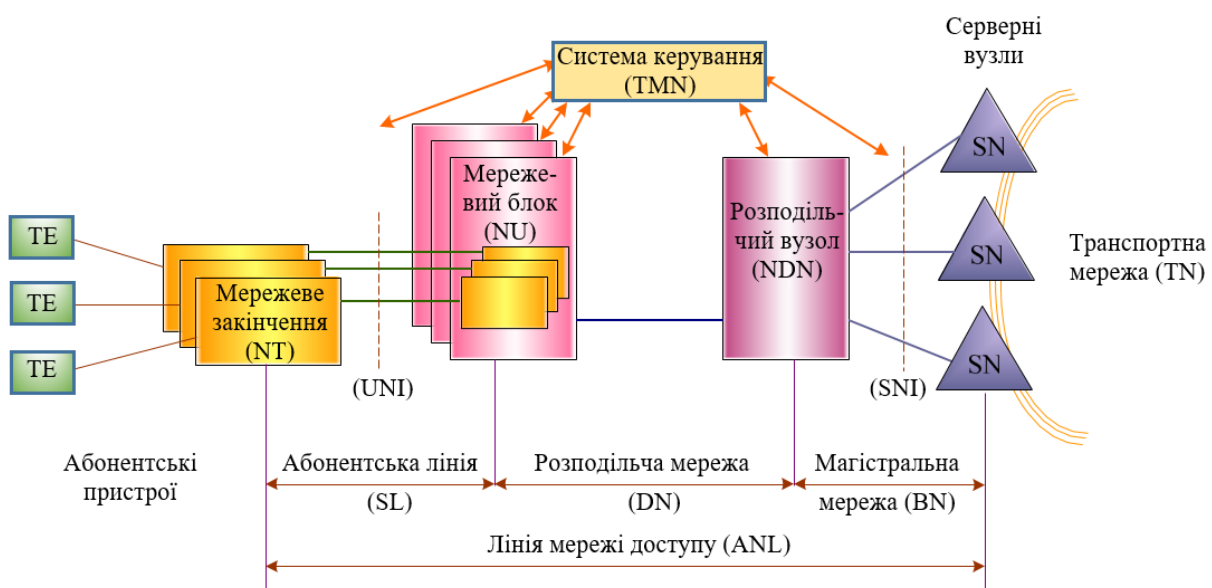 Серверні
вузли
Система керування
(TMN)
SN
Мереже-
вий блок
(NU)
Розподіль-
чий вузол
(NDN)
TE
SN
Транспортна
мережа (TN)
TE
Мережеве
закінчення
(NT)
TE
SN
(UNI)
(SNI)
Абонентські
пристрої
Абонентська лінія
(SL)
Розподільча мережа
(DN)
Магістральна
мережа (BN)
Лінія мережі доступу (ANL)